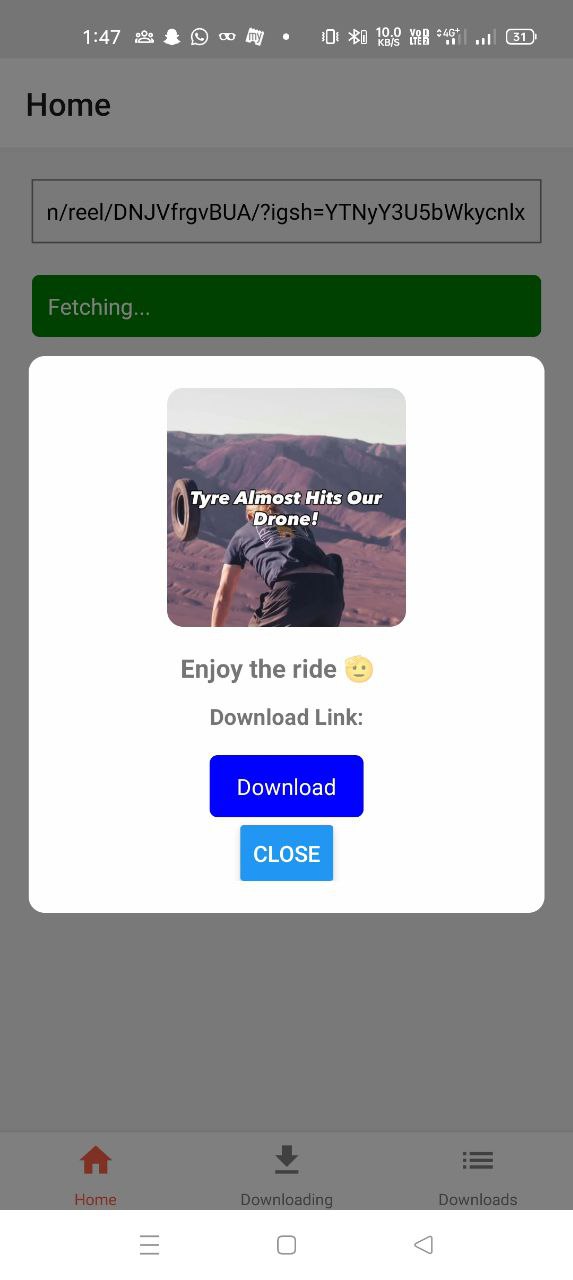 1:47 10.0 KB/S Vo) LTE 2 4G+ 31
Home
n/reel/DNJVfrgvBUA/?igsh=YTNyY3U5bWkycnlx
Fetching...
Tyre Almost Hits Our
Drone!
Enjoy the ride 🫡
Download Link:
Download
CLOSE
Home Downloading Downloads